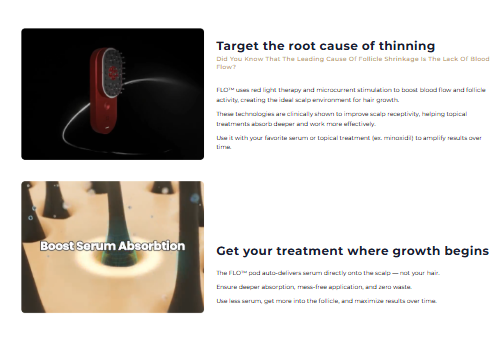 Target the root cause of thinning
Did You Know That The Leading Cause Of Follicle Shrinkage Is The Lack Of Blood
Flow?
FLO™ uses red light therapy and microcurrent stimulation to boost blood flow and follicle
activity, creating the ideal scalp environment for hair growth.
These technologies are clinically shown to improve scalp receptivity, helping topical
treatments absorb deeper and work more effectively.
Use it with your favorite serum or topical treatment (ex. minoxidil) to amplify results over
time.
Boost Serum Absorbtion
Get your treatment where growth begins
The FLO™ pod auto-delivers serum directly onto the scalp — not your hair.
Ensure deeper absorption, mess-free application, and zero waste.
Use less serum, get more into the follicle, and maximize results over time.